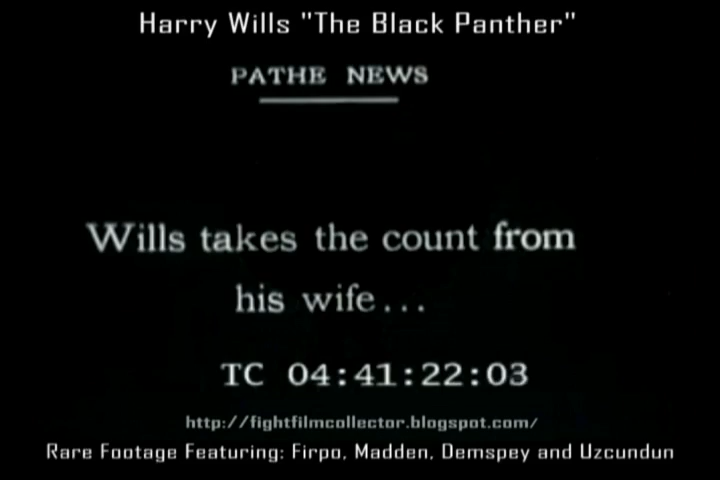 Harry Wills "The Black Panther"
PATHE NEWS
Wills takes the count from
his wife...
TC 04:41:22:03
http://fightfilmcollector.blogspot.com/
Rare Footage Featuring: Firpo, Madden, Demspey and Uzcundun